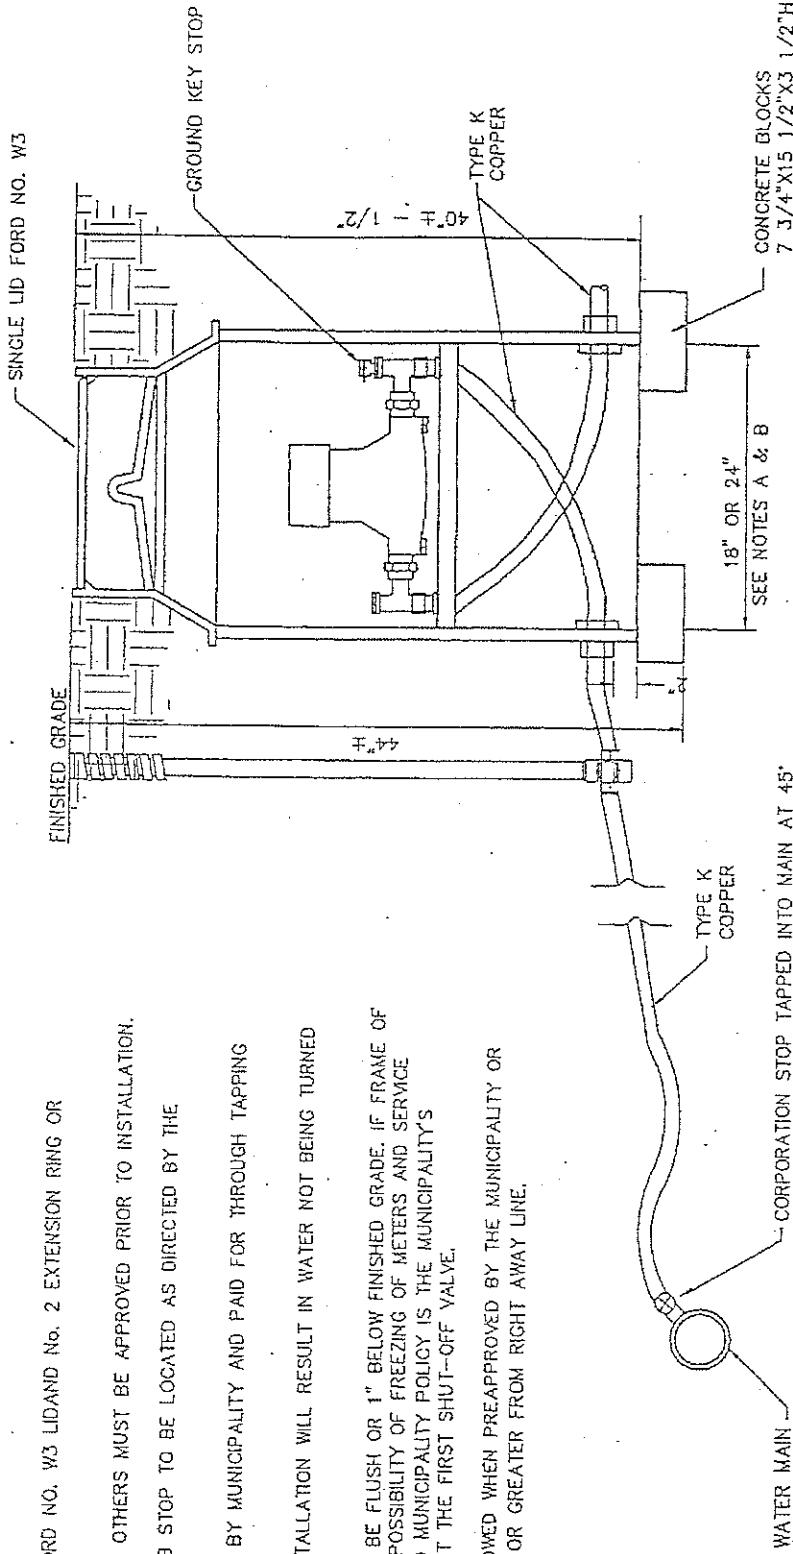 ORD NO. W3 LIDAND No. 2 EXTENSION RING OR
OTHERS MUST BE APPROVED PRIOR TO INSTALLATION.
B STOP TO BE LOCATED AS DIRECTED BY THE
BY MUNICIPALITY AND PAID FOR THROUGH TAPPING
TALLATION WILL RESULT IN WATER NOT BEING TURNED
BE FLUSH OR 1" BELOW FINISHED GRADE. IF FRAME OF
POSSIBILITY OF FREEZING OF METERS AND SERVICE
MUNICIPALITY POLICY IS THE MUNICIPALITY'S
T THE FIRST SHUT-OFF VALVE.
OWED WHEN PREAPPROVED BY THE MUNICIPALITY OR
OR GREATER FROM RIGHT AWAY LINE.
SINGLE LID FORD NO. W3
FINISHED GRADE
GROUND KEY STOP
40"± - 1/2"
TYPE K
COPPER
44"±
2"
18" OR 24"
SEE NOTES A & B
CONCRETE BLOCKS
7 3/4"X15 1/2"X3 1/2"H
TYPE K
COPPER
CORPORATION STOP TAPPED INTO MAIN AT 45°
WATER MAIN